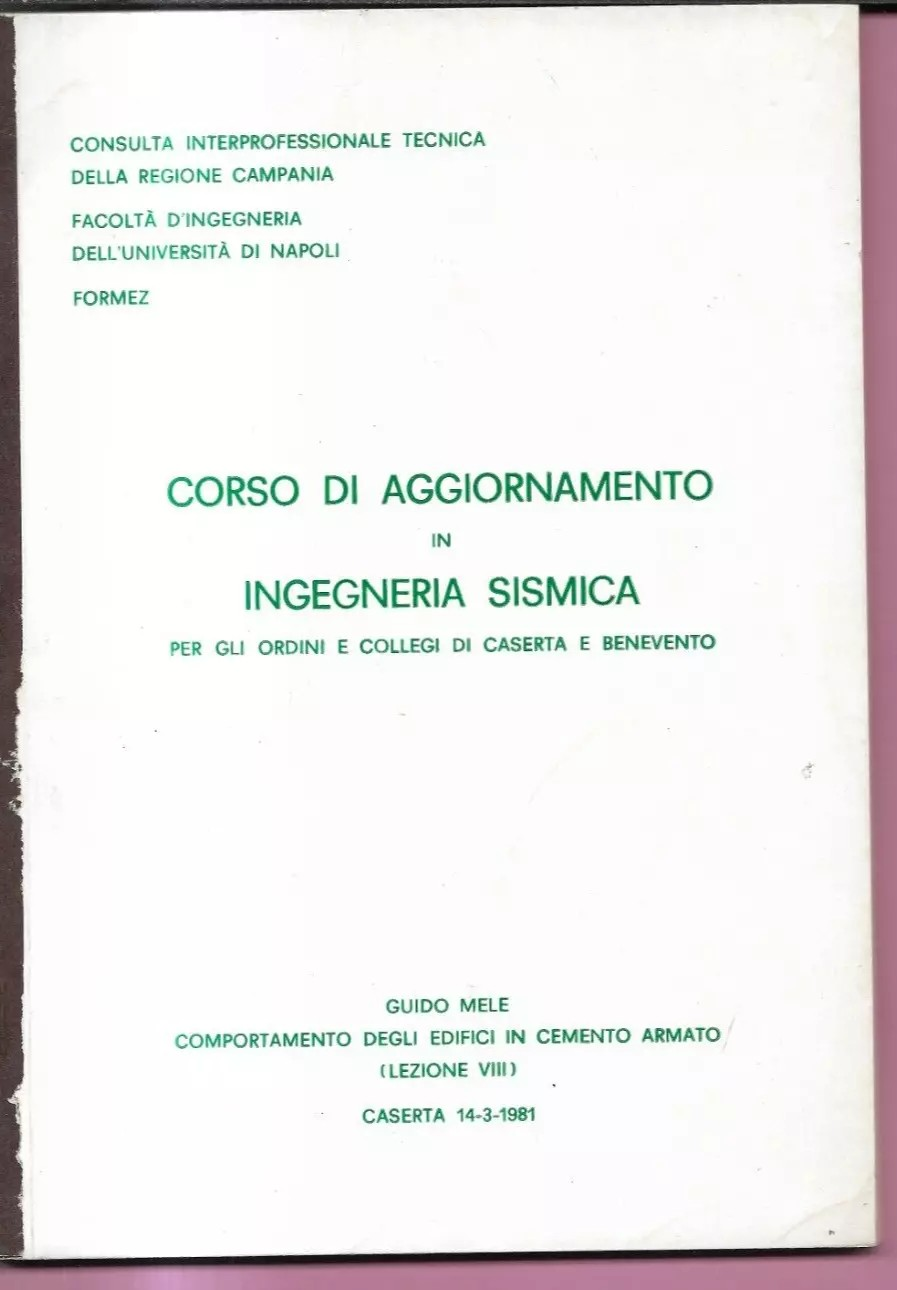 CONSULTA INTERPROFESSIONALE TECNICA
DELLA REGIONE CAMPANIA
FACOLTÀ D'INGEGNERIA
DELL'UNIVERSITÀ DI NAPOLI
FORMEZ
CORSO DI AGGIORNAMENTO
IN
INGEGNERIA SISMICA
PER GLI ORDINI E COLLEGI DI CASERTA E BENEVENTO
GUIDO MELE
COMPORTAMENTO DEGLI EDIFICI IN CEMENTO ARMATO
(LEZIONE VIII)
CASERTA 14-3-1981